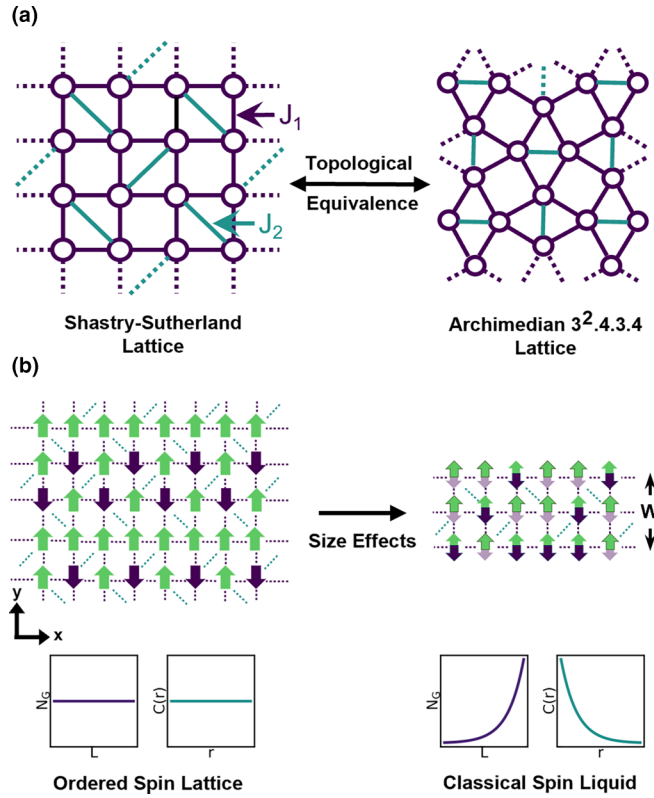 (a)
J1
Topological
Equivalence
J2
Shastry-Sutherland
Lattice
Archimedian 3².4.3.4
Lattice
(b)
Size Effects
W
y
x
NG
L
C(r)
r
NG
L
C(r)
r
Ordered Spin Lattice
Classical Spin Liquid